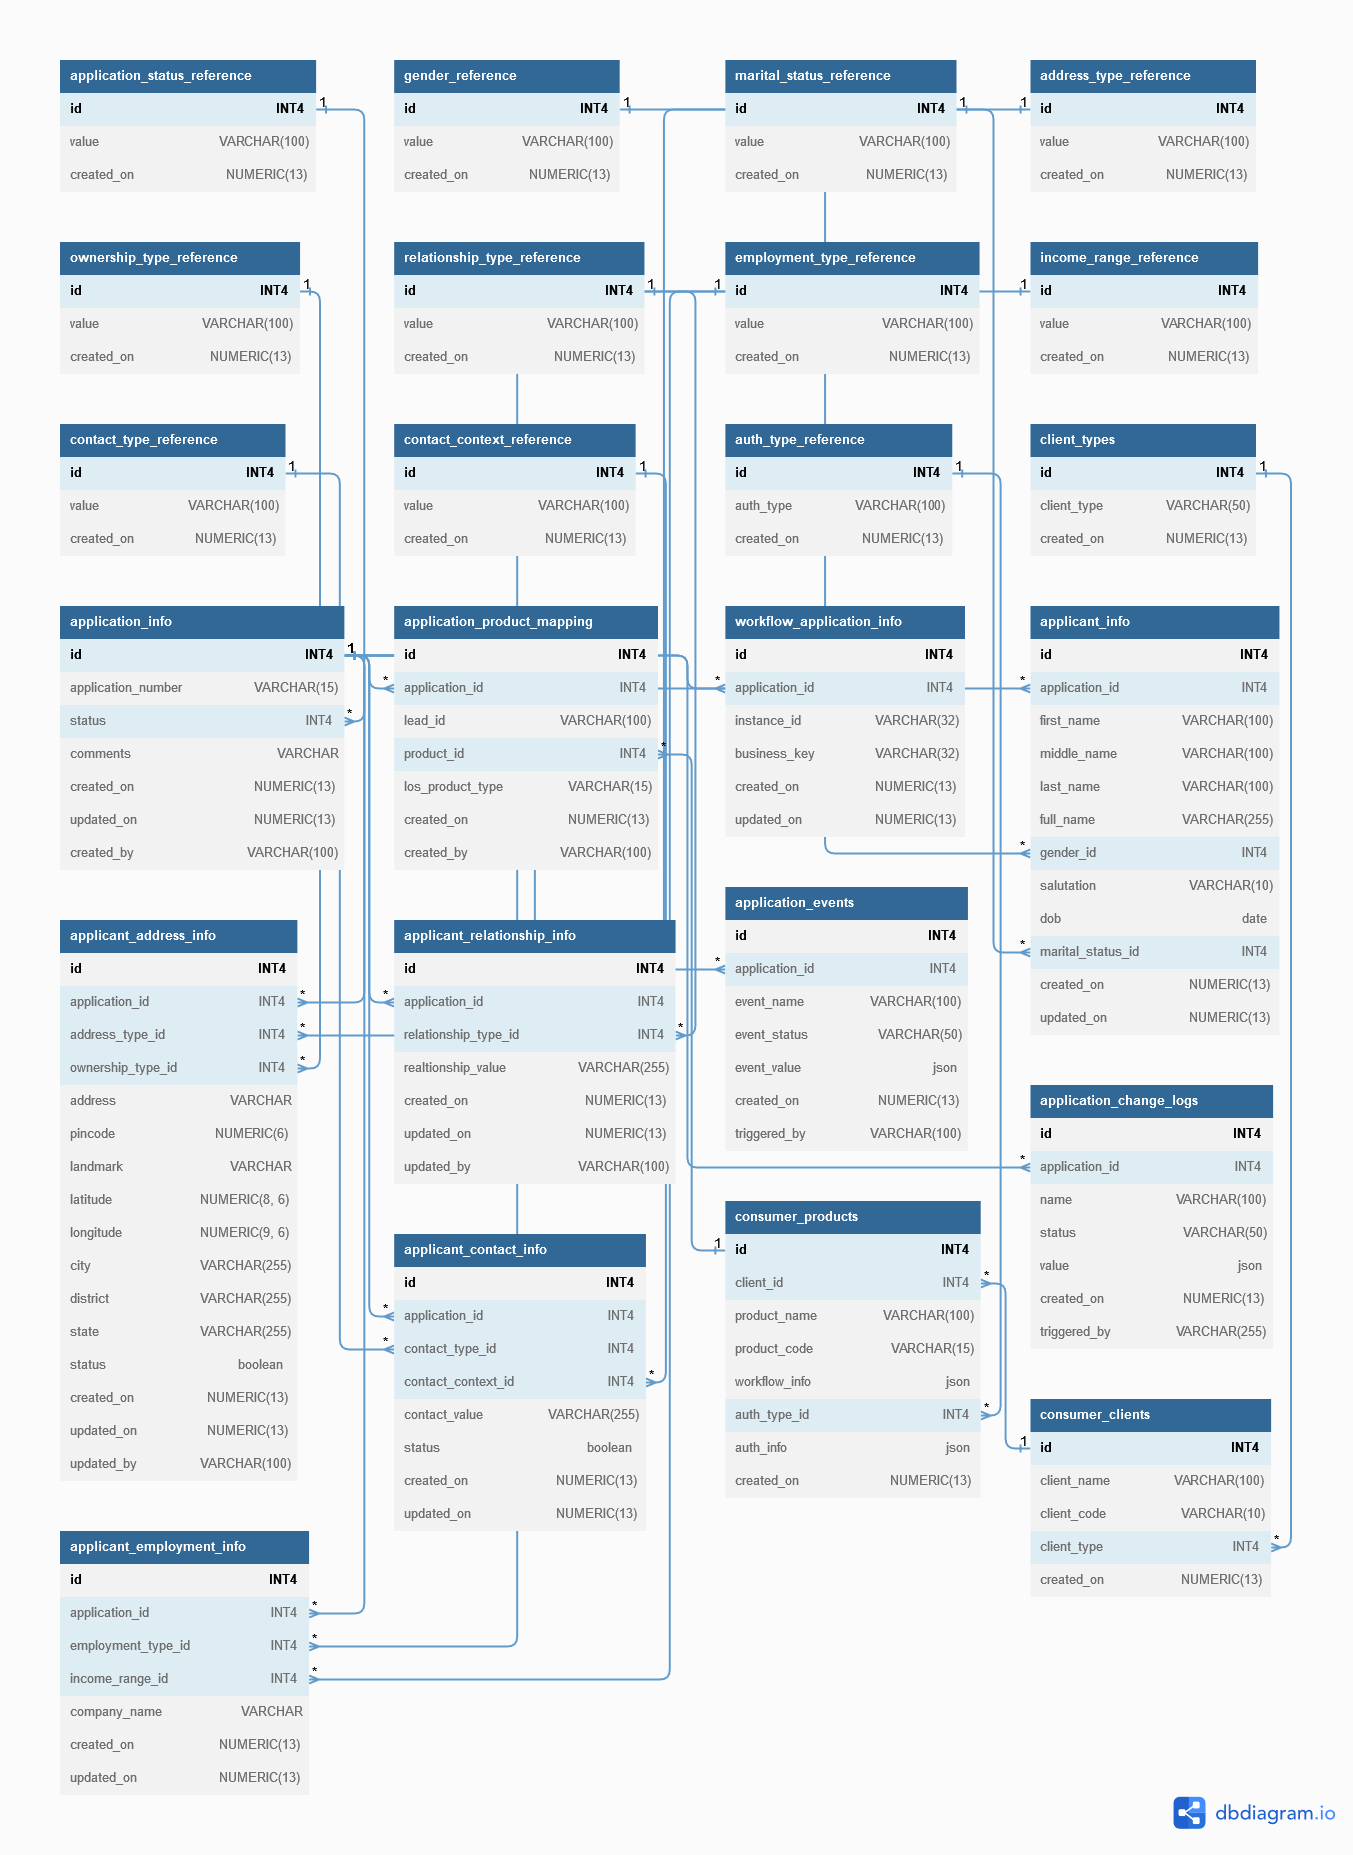 application_status_reference
id INT4
value VARCHAR(100)
created_on NUMERIC(13)
1
gender_reference
id INT4
value VARCHAR(100)
created_on NUMERIC(13)
1
marital_status_reference
id INT4
value VARCHAR(100)
created_on NUMERIC(13)
1
1
address_type_reference
id INT4
value VARCHAR(100)
created_on NUMERIC(13)
ownership_type_reference
id INT4
value VARCHAR(100)
created_on NUMERIC(13)
1
relationship_type_reference
id INT4
value VARCHAR(100)
created_on NUMERIC(13)
1
1
employment_type_reference
id INT4
value VARCHAR(100)
created_on NUMERIC(13)
1
income_range_reference
id INT4
value VARCHAR(100)
created_on NUMERIC(13)
contact_type_reference
id INT4
value VARCHAR(100)
created_on NUMERIC(13)
1
contact_context_reference
id INT4
value VARCHAR(100)
created_on NUMERIC(13)
1
auth_type_reference
id INT4
auth_type VARCHAR(100)
created_on NUMERIC(13)
1
client_types
id INT4
client_type VARCHAR(50)
created_on NUMERIC(13)
1
application_info
id INT4
application_number VARCHAR(15)
status INT4
comments VARCHAR
created_on NUMERIC(13)
updated_on NUMERIC(13)
created_by VARCHAR(100)
1
*
*
application_product_mapping
id INT4
application_id INT4
lead_id VARCHAR(100)
product_id INT4
los_product_type VARCHAR(15)
created_on NUMERIC(13)
created_by VARCHAR(100)
*
*
workflow_application_info
id INT4
application_id INT4
instance_id VARCHAR(32)
business_key VARCHAR(32)
created_on NUMERIC(13)
updated_on NUMERIC(13)
*
*
*
applicant_info
id INT4
application_id INT4
first_name VARCHAR(100)
middle_name VARCHAR(100)
last_name VARCHAR(100)
full_name VARCHAR(255)
gender_id INT4
salutation VARCHAR(10)
dob date
marital_status_id INT4
created_on NUMERIC(13)
updated_on NUMERIC(13)
applicant_address_info
id INT4
application_id INT4
address_type_id INT4
ownership_type_id INT4
address VARCHAR
pincode NUMERIC(6)
landmark VARCHAR
latitude NUMERIC(8, 6)
longitude NUMERIC(9, 6)
city VARCHAR(255)
district VARCHAR(255)
state VARCHAR(255)
status boolean
created_on NUMERIC(13)
updated_on NUMERIC(13)
updated_by VARCHAR(100)
*
*
*
*
applicant_relationship_info
id INT4
application_id INT4
relationship_type_id INT4
realtionship_value VARCHAR(255)
created_on NUMERIC(13)
updated_on NUMERIC(13)
updated_by VARCHAR(100)
*
*
application_events
id INT4
application_id INT4
event_name VARCHAR(100)
event_status VARCHAR(50)
event_value json
created_on NUMERIC(13)
triggered_by VARCHAR(100)
*
application_change_logs
id INT4
application_id INT4
name VARCHAR(100)
status VARCHAR(50)
value json
created_on NUMERIC(13)
triggered_by VARCHAR(255)
*
*
applicant_contact_info
id INT4
application_id INT4
contact_type_id INT4
contact_context_id INT4
contact_value VARCHAR(255)
status boolean
created_on NUMERIC(13)
updated_on NUMERIC(13)
*
1
consumer_products
id INT4
client_id INT4
product_name VARCHAR(100)
product_code VARCHAR(15)
workflow_info json
auth_type_id INT4
auth_info json
created_on NUMERIC(13)
*
*
1
consumer_clients
id INT4
client_name VARCHAR(100)
client_code VARCHAR(10)
client_type INT4
created_on NUMERIC(13)
*
applicant_employment_info
id INT4
application_id INT4
employment_type_id INT4
income_range_id INT4
company_name VARCHAR
created_on NUMERIC(13)
updated_on NUMERIC(13)
*
*
*
dbdiagram.io